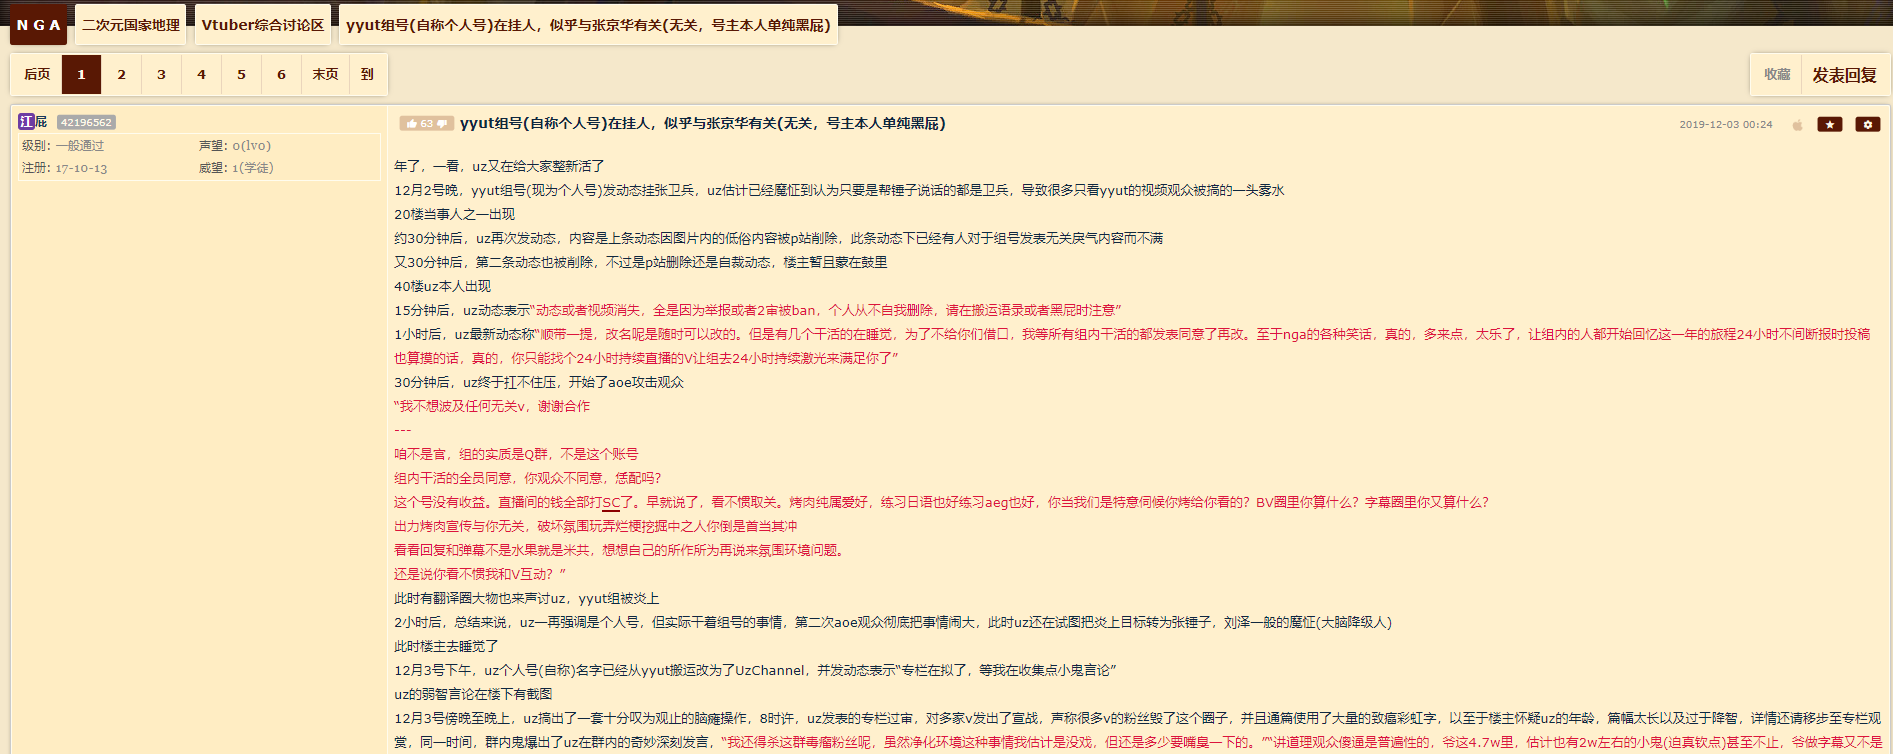 NGA
二次元国家地理
Vtuber综合讨论区
yyut组号(自称个人号)在挂人，似乎与张京华有关(无关，号主本人单纯黑屁)
后页 1 2 3 4 5 6 末页 到
收藏 发表回复
江屁 42196562
级别: 一般通过 声望: 0(lv0)
注册: 17-10-13 威望: 1(学徒)
63 yyut组号(自称个人号)在挂人，似乎与张京华有关(无关，号主本人单纯黑屁) 2019-12-03 00:24
年了，一看，uz又在给大家整新活了
12月2号晚，yyut组号(现为个人号)发动态挂张卫兵，uz估计已经魔怔到认为只要是帮锤子说话的都是卫兵，导致很多只看yyut的视频观众被搞的一头雾水
20楼当事人之一出现
约30分钟后，uz再次发动态，内容是上条动态因图片内的低俗内容被p站删除，此条动态下已经有人对于组号发表无关戾气内容而不满
又30分钟后，第二条动态也被删除，不过是p站删除还是自裁动态，楼主暂且蒙在鼓里
40楼uz本人出现
15分钟后，uz动态表示“动态或者视频消失，全是因为举报或者2审被ban，个人从不自我删除，请在搬运语录或者黑屁时注意”
1小时后，uz最新动态称“顺带一提，改名呢是随时可以改的。但是有几个干活的在睡觉，为了不给你们借口，我等所有组内干活的都发表同意了再改。至于nga的各种笑话，真的，多来点，太乐了，让组内的人都开始回忆这一年的旅程24小时不间断报时投稿
也算摸的话，真的，你只能找个24小时持续直播的V让组去24小时持续激光来满足你了”
30分钟后，uz终于扛不住压，开始了aoe攻击观众
“我不想波及任何无关v，谢谢合作
---
咱不是官，组的实质是Q群，不是这个账号
组内干活的全员同意，你观众不同意，恁配吗？
这个号没有收益。直播间的钱全部打SC了。早就说了，看不惯取关。烤肉纯属爱好，练习日语也好练习aeg也好，你当我们是特意伺候你烤给你看的？BV圈里你算什么？字幕圈里你又算什么？
出力烤肉宣传与你无关，破坏氛围玩弄烂梗挖掘中之人你倒是首当其冲
看看回复和弹幕不是水果就是米共，想想自己的所作所为再说来氛围环境问题。
还是说你看不惯我和V互动？”
此时有翻译圈大物也来声讨uz，yyut组被炎上
2小时后，总结来说，uz一再强调是个人号，但实际干着组号的事情，第二次aoe观众彻底把事情闹大，此时uz还在试图把炎上目标转为张锤子，刘泽一般的魔怔(大脑降级人)
此时楼主去睡觉了
12月3号下午，uz个人号(自称)名字已经从yyut搬运改为了UzChannel，并发动态表示“专栏在拟了，等我在收集点小鬼言论”
uz的弱智言论在楼下有截图
12月3号傍晚至晚上，uz搞出了一套十分叹为观止的脑瘫操作，8时许，uz发表的专栏过审，对多家v发出了宣战，声称很多v的粉丝毁了这个圈子，并且通篇使用了大量的致癌彩虹字，以至于楼主怀疑uz的年龄，篇幅太长以及过于降智，详情还请移步至专栏观
赏，同一时间，群内鬼爆出了uz在群内的奇妙深刻发言，“我还得杀这群毒瘤粉丝呢，虽然净化环境这种事情我估计是没戏，但还是多少要嘴臭一下的。”“讲道理观众傻逼是普遍性的，爷这4.7w里，估计也有2w左右的小鬼(迫真钦点)甚至不止，爷做字幕又不是